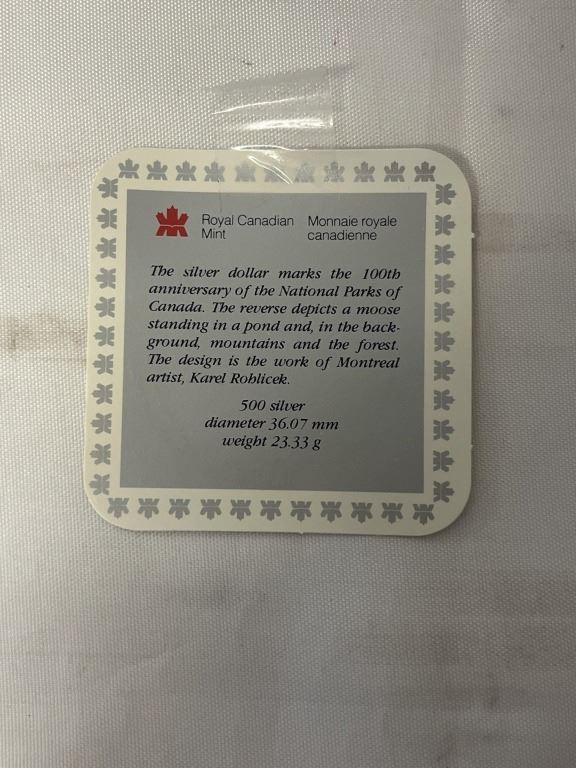 Royal Canadian Mint
Monnaie royale canadienne
The silver dollar marks the 100th
anniversary of the National Parks of
Canada. The reverse depicts a moose
standing in a pond and, in the back-
ground, mountains and the forest.
The design is the work of Montreal
artist, Karel Rohlicek.
500 silver
diameter 36.07 mm
weight 23.33 g